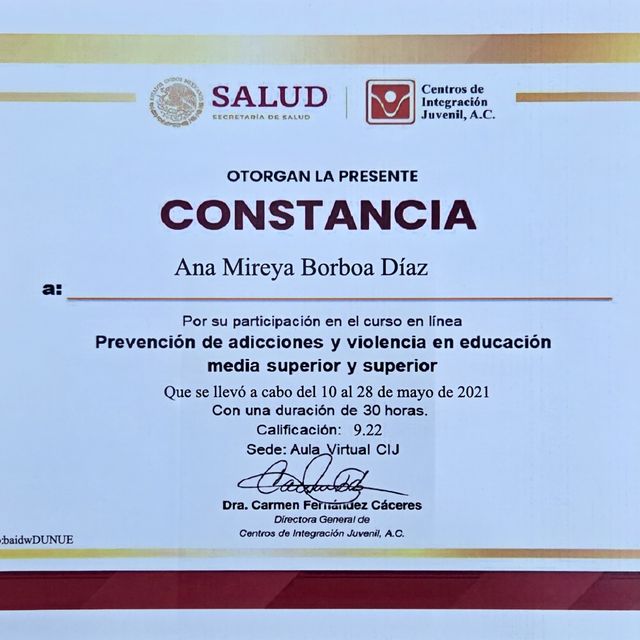 SALUD
SECRETARÍA DE SALUD
Centros de
Integración
Juvenil, A.C.
OTORGAN LA PRESENTE
CONSTANCIA
Ana Mireya Borboa Díaz
a:
Por su participación en el curso en línea
Prevención de adicciones y violencia en educación
media superior y superior
Que se llevó a cabo del 10 al 28 de mayo de 2021
Con una duración de 30 horas.
Calificación: 9.22
Sede: Aula Virtual CIJ
Dra. Carmen Fernández Cáceres
Directora General de
Centros de Integración Juvenil, A.C.
:baidwDUNUE